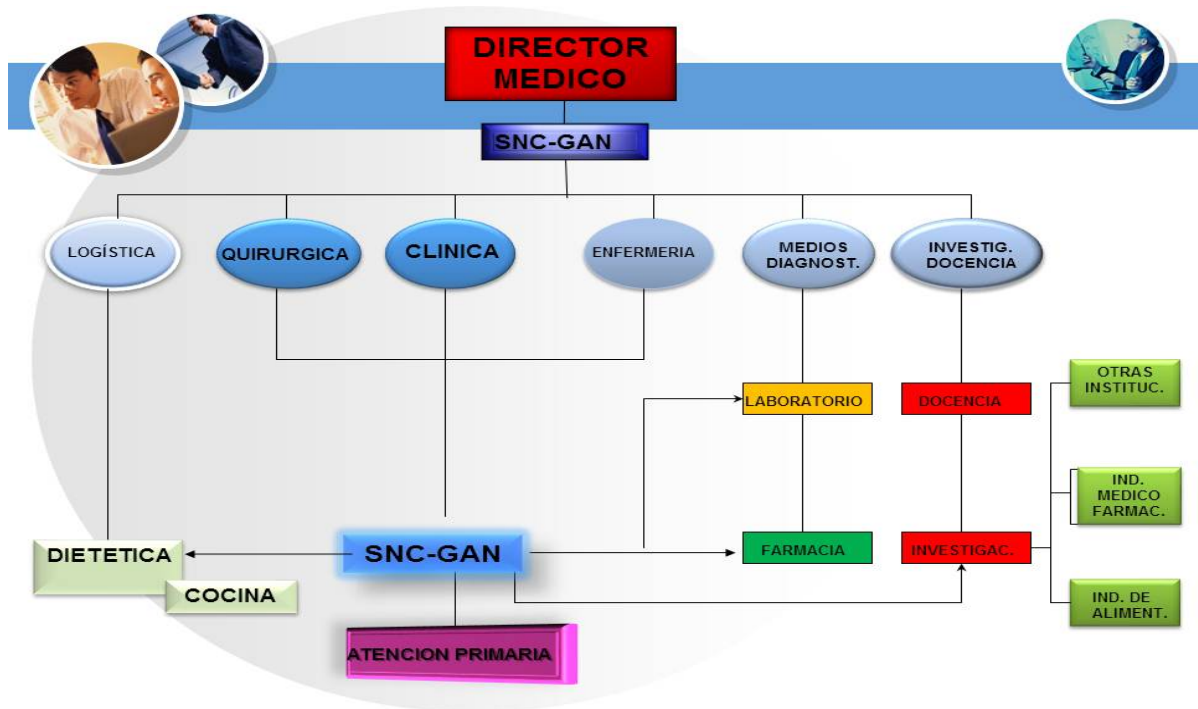 DIRECTOR
MEDICO
SNC-GAN
LOGÍSTICA
QUIRURGICA
CLINICA
ENFERMERIA
MEDIOS
DIAGNOST.
INVESTIG.
DOCENCIA
LABORATORIO
DOCENCIA
OTRAS
INSTITUC.
IND.
MEDICO
FARMAC.
DIETETICA
COCINA
SNC-GAN
FARMACIA
INVESTIGAC.
IND. DE
ALIMENT.
ATENCION PRIMARIA